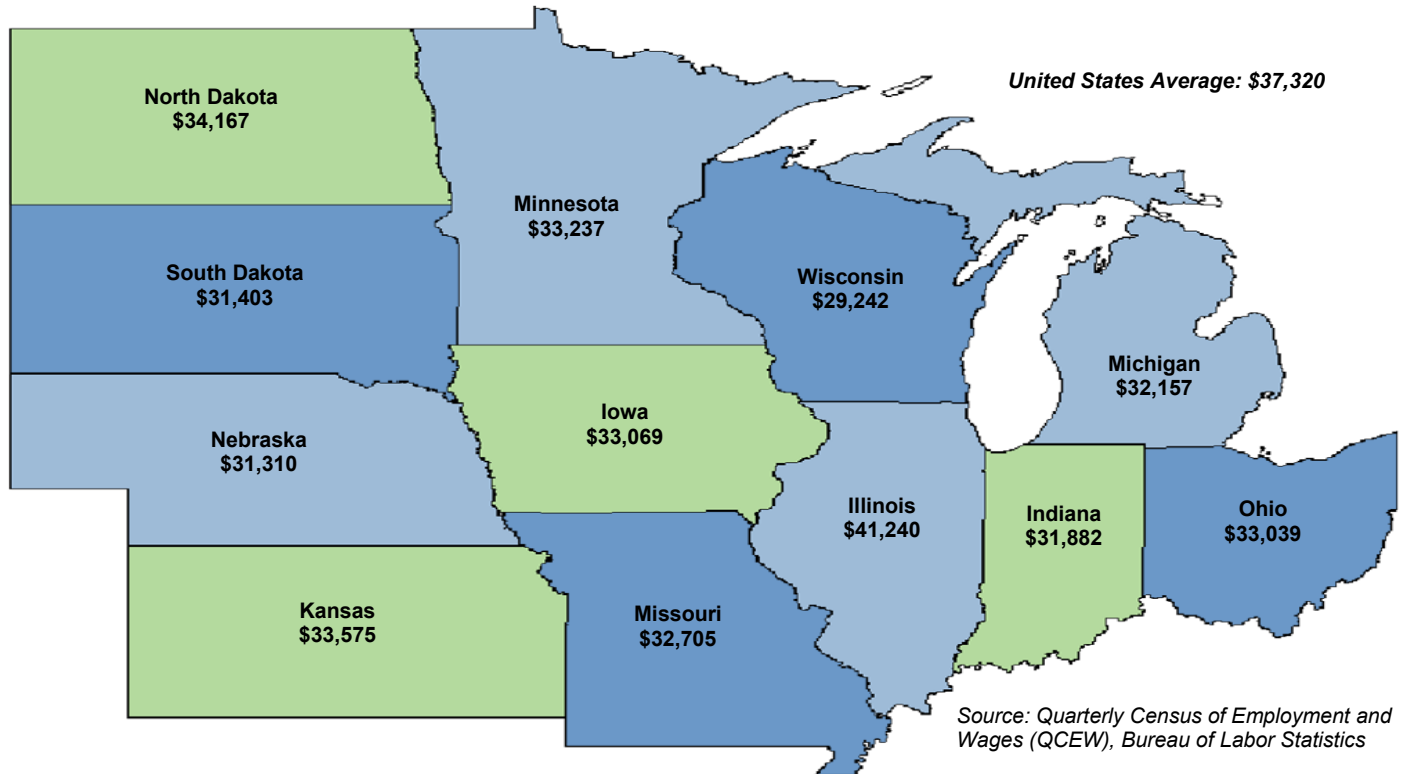 United States Average: $37,320
North Dakota
$34,167
Minnesota
$33,237
South Dakota
$31,403
Wisconsin
$29,242
Michigan
$32,157
Iowa
$33,069
Nebraska
$31,310
Illinois
$41,240
Indiana
$31,882
Ohio
$33,039
Kansas
$33,575
Missouri
$32,705
Source: Quarterly Census of Employment and
Wages (QCEW), Bureau of Labor Statistics